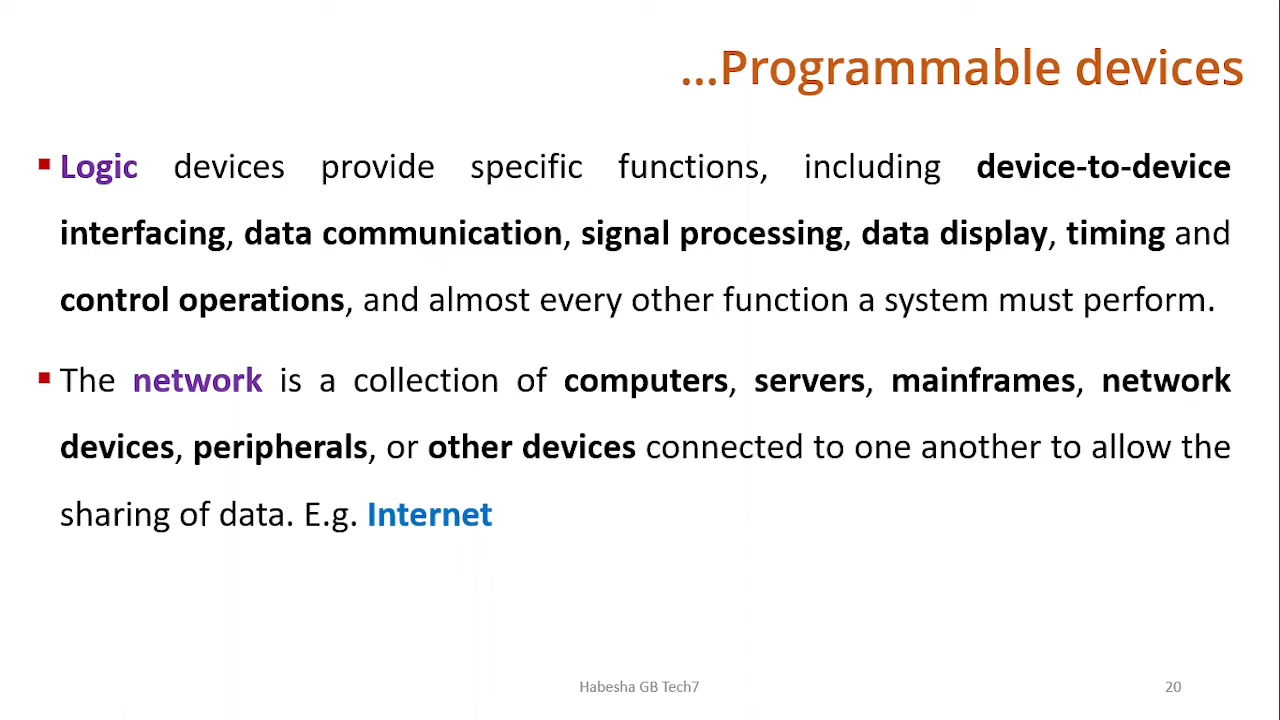 ...Programmable devices
Logic devices provide specific functions, including device-to-device
interfacing, data communication, signal processing, data display, timing and
control operations, and almost every other function a system must perform.
The network is a collection of computers, servers, mainframes, network
devices, peripherals, or other devices connected to one another to allow the
sharing of data. E.g. Internet
Habesha GB Tech7
20